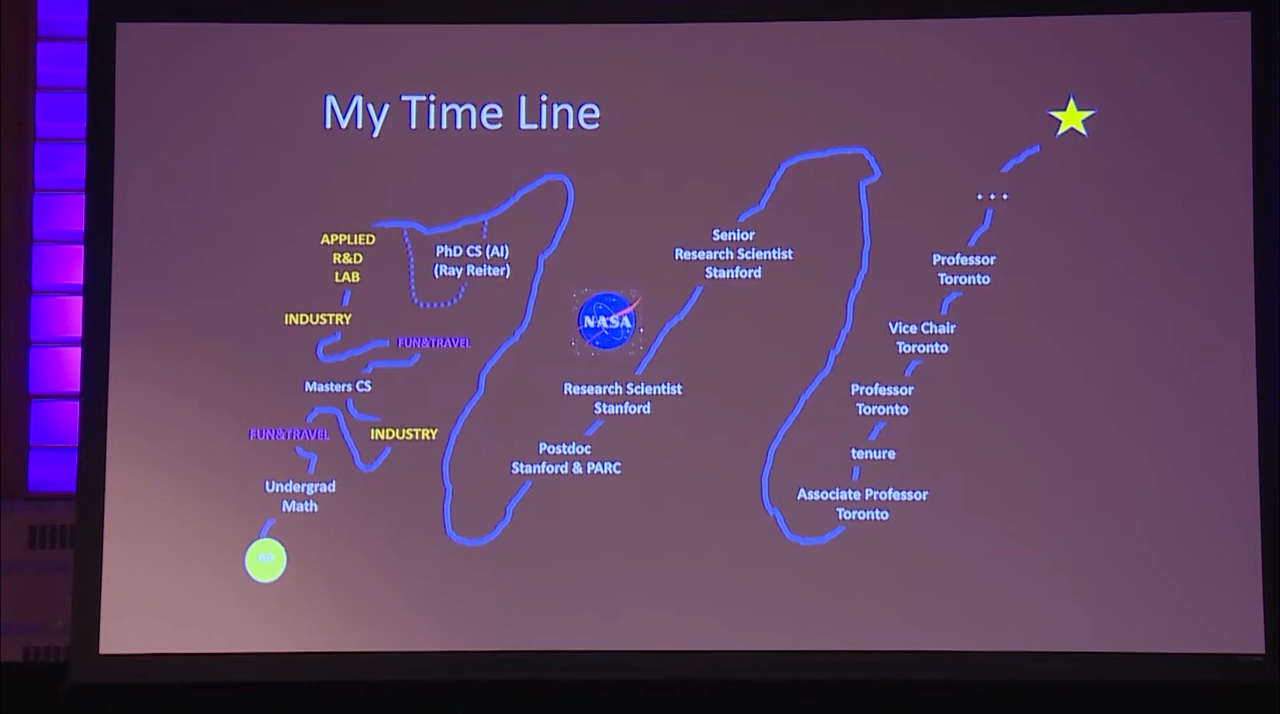 My Time Line
APPLIED
R&D
LAB
PhD CS (AI)
(Ray Reiter)
INDUSTRY
FUN&TRAVEL
Masters CS
FUN&TRAVEL
INDUSTRY
Undergrad
Math
NASA
Senior
Research Scientist
Stanford
Research Scientist
Stanford
Postdoc
Stanford & PARC
...
Professor
Toronto
Vice Chair
Toronto
Professor
Toronto
tenure
Associate Professor
Toronto